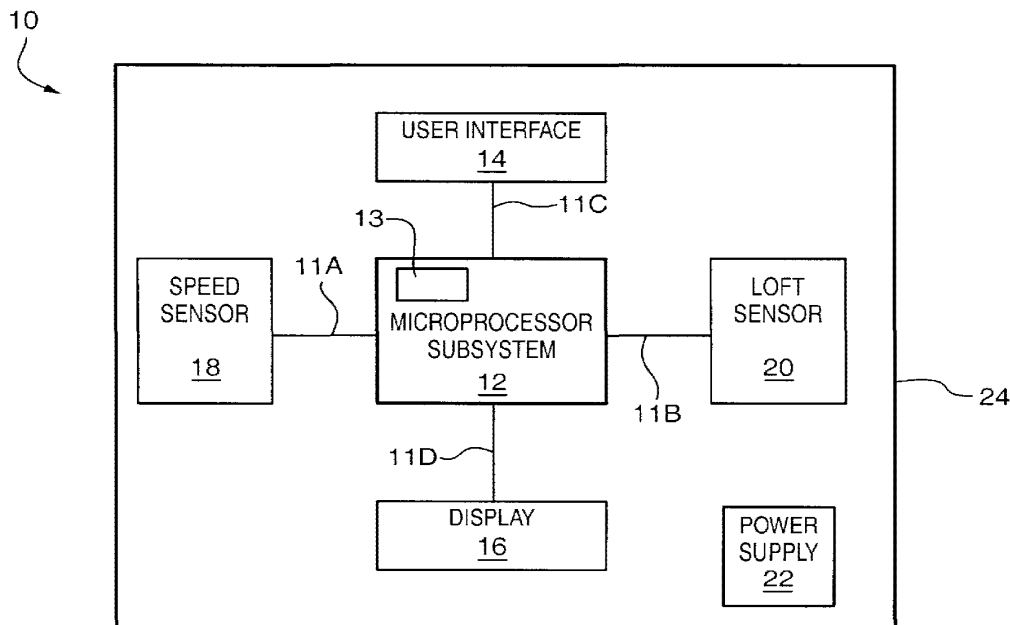 10
USER INTERFACE
14
11C
13
SPEED
SENSOR
18
11A
MICROPROCESSOR
SUBSYSTEM
12
11B
LOFT
SENSOR
20
24
11D
DISPLAY
16
POWER
SUPPLY
22